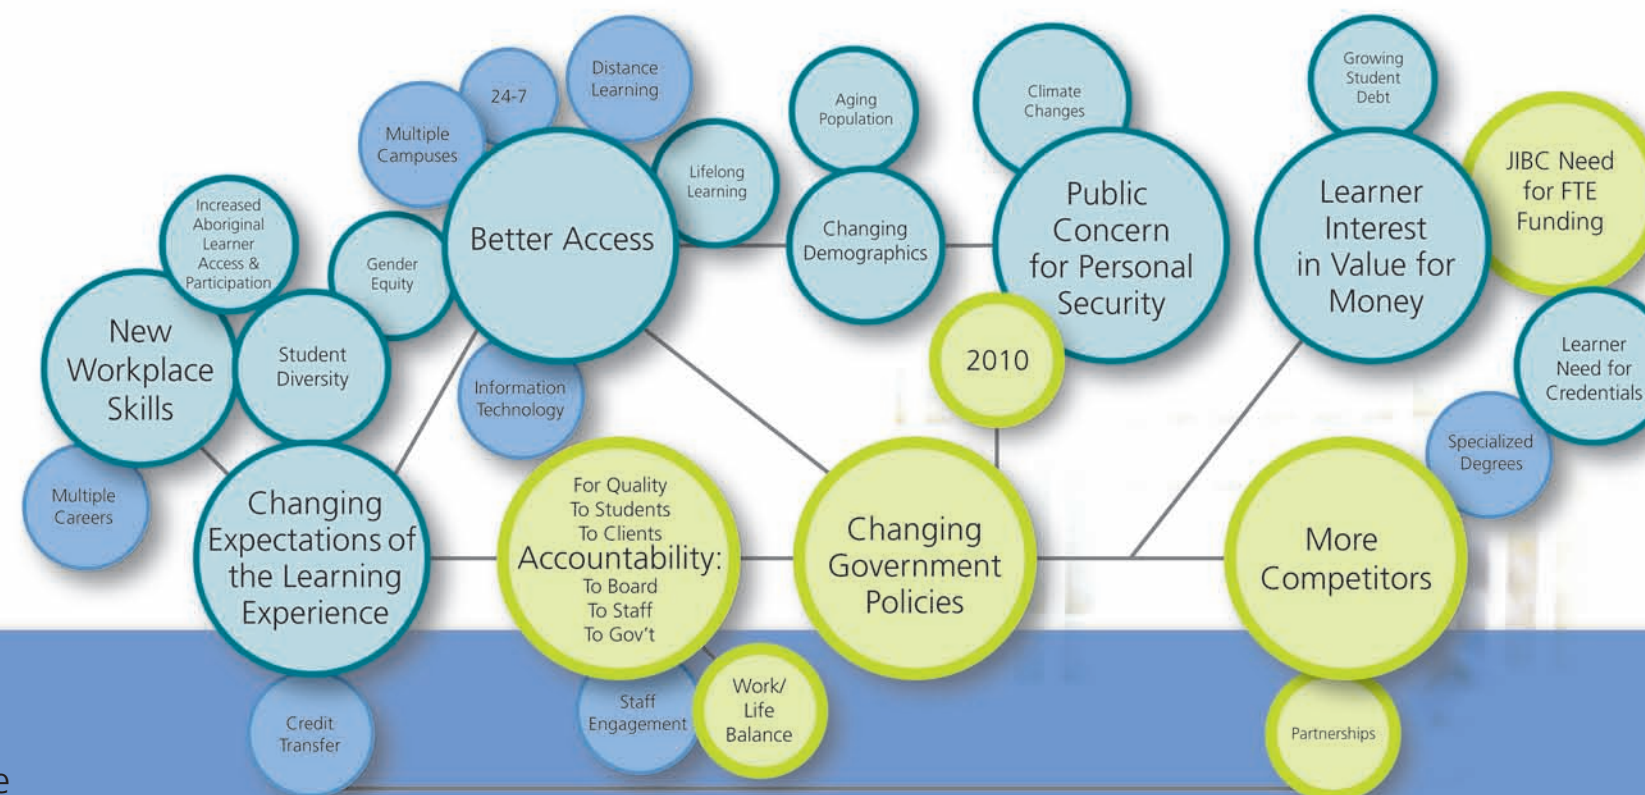 Distance
Learning
24-7
Multiple
Campuses
Better Access
Lifelong
Learning
Aging
Population
Changing
Demographics
Climate
Changes
Public
Concern
for Personal
Security
2010
Growing
Student
Debt
Learner
Interest
in Value for
Money
JIBC Need
for FTE
Funding
Learner
Need for
Credentials
Specialized
Degrees
Increased
Aboriginal
Learner
Access &
Participation
Gender
Equity
New
Workplace
Skills
Student
Diversity
Information
Technology
Multiple
Careers
Changing
Expectations of
the Learning
Experience
For Quality
To Students
To Clients
Accountability:
To Board
To Staff
To Gov't
Changing
Government
Policies
More
Competitors
Credit
Transfer
Staff
Engagement
Work/
Life
Balance
Partnerships
e